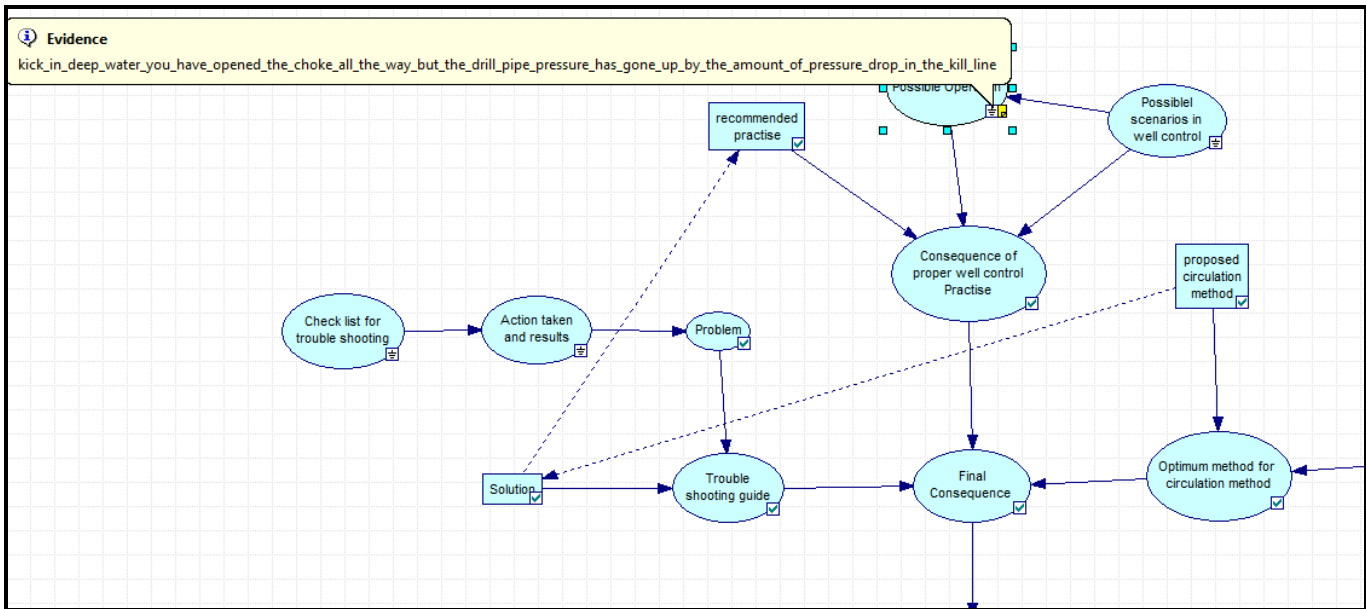 Evidence
kick_in_deep_water_you_have_opened_the_choke_all_the_way_but_the_drill_pipe_pressure_has_gone_up_by_the_amount_of_pressure_drop_in_the_kill_line
Possible
recommended
practise
Possiblel
scenarios in
well control
Consequence of
proper well control
Practise
proposed
circulation
method
Check list for
trouble shooting
Action taken
and results
Problem
Solution
Trouble
shooting guide
Final
Consequence
Optimum method for
circulation method